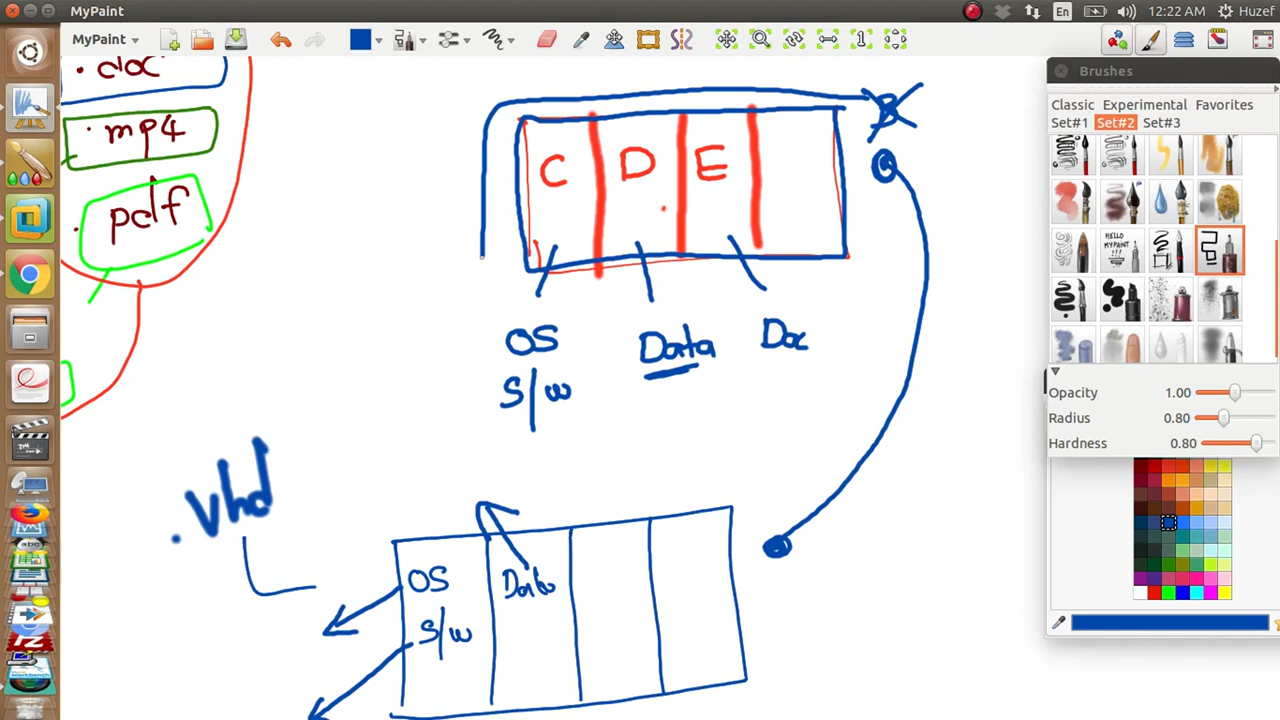 MyPaint
En
12:22 AM
Huzef
MyPaint
Brushes
Classic Experimental Favorites
Set#1 Set#2 Set#3
HELLO MYPAINT
Opacity 1.00
Radius 0.80
Hardness 0.80
. doc
. mp4
. pdf
C D E
B
OS Data Doc
S/w
.vhd
OS Data
S/w